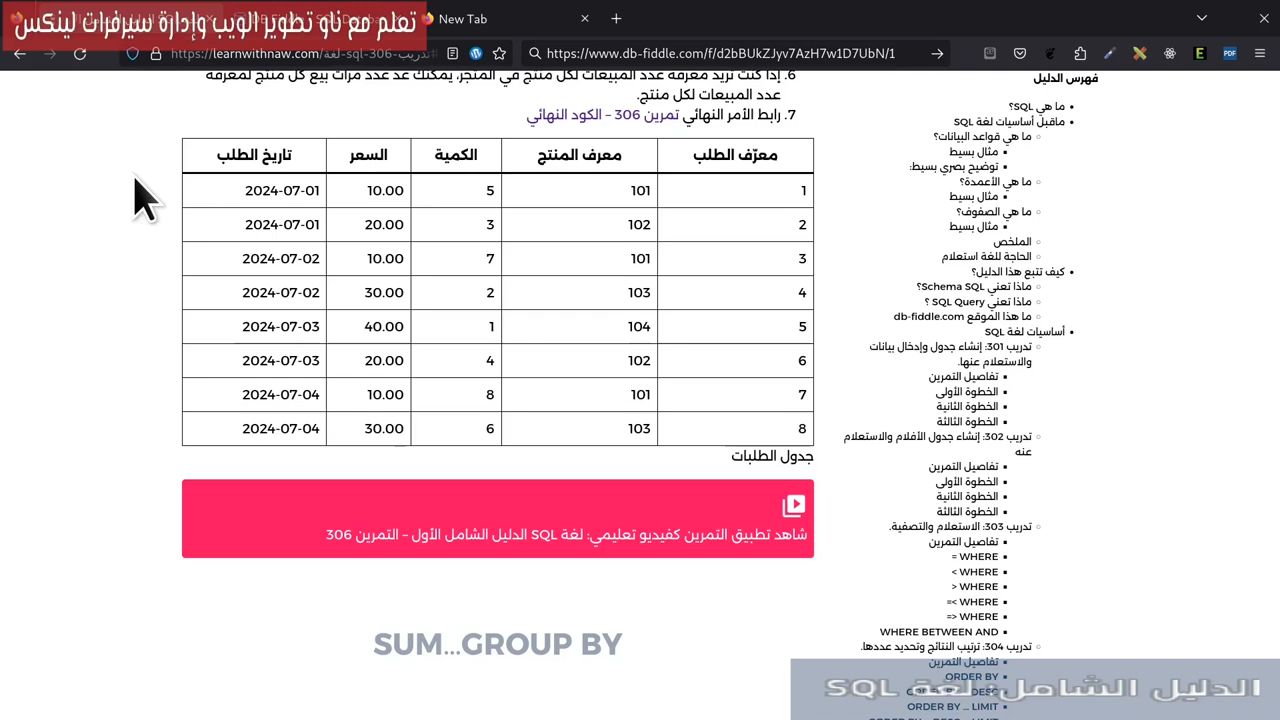 تعلم مع ناو تطوير الويب وإدارة سيرفرات لينكس
New Tab
https://learnwithnaw.com/تدريب-306-sql-لغة
https://www.db-fiddle.com/f/d2bBUkZJyv7AzH7w1D7UbN/1
6. إذا كنت تريد معرفة عدد المبيعات لكل منتج في المتجر، يمكنك عد عدد مرات بيع كل منتج لمعرفة
عدد المبيعات لكل منتج.
7. رابط الأمر النهائي تمرين 306 – الكود النهائي
معرّف الطلب معرف المنتج الكمية السعر تاريخ الطلب
1 101 5 10.00 2024-07-01
2 102 3 20.00 2024-07-01
3 101 7 10.00 2024-07-02
4 103 2 30.00 2024-07-02
5 104 1 40.00 2024-07-03
6 102 4 20.00 2024-07-03
7 101 8 10.00 2024-07-04
8 103 6 30.00 2024-07-04
جدول الطلبات
شاهد تطبيق التمرين كفيديو تعليمي: لغة SQL الدليل الشامل الأول – التمرين 306
SUM...GROUP BY
فهرس الدليل
ما هي SQL؟
ماقبل أساسيات لغة SQL
ما هي قواعد البيانات؟
مثال بسيط
توضيح بصري بسيط:
ما هي الأعمدة؟
مثال بسيط
ما هي الصفوف؟
مثال بسيط
الملخص
الحاجة للغة استعلام
كيف تتبع هذا الدليل؟
ماذا تعني Schema SQL؟
ماذا تعني SQL Query ؟
ما هذا الموقع db-fiddle.com
أساسيات لغة SQL
تدريب 301: إنشاء جدول وإدخال بيانات
والاستعلام عنها.
تفاصيل التمرين
الخطوة الأولى
الخطوة الثانية
الخطوة الثالثة
تدريب 302: إنشاء جدول الأفلام والاستعلام
عنه
تفاصيل التمرين
الخطوة الأولى
الخطوة الثانية
الخطوة الثالثة
تدريب 303: الاستعلام والتصفية.
تفاصيل التمرين
= WHERE
< WHERE
> WHERE
=< WHERE
=> WHERE
WHERE BETWEEN AND
تدريب 304: ترتيب النتائج وتحديد عددها.
تفاصيل التمرين
ORDER BY
ORDER BY ... LIMIT
الدليل الشامل: لغة SQL